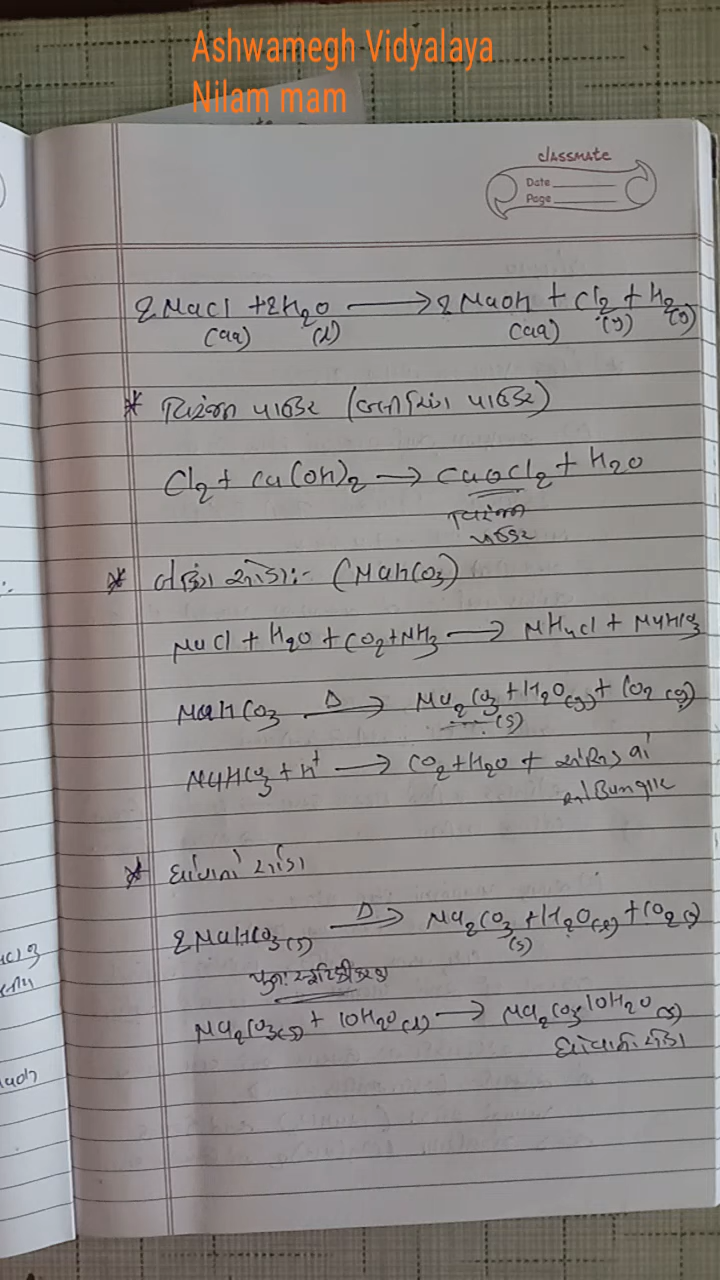 Ashwamegh Vidyalaya
Nilam mam
classmate
Date
Page
2NaCl + 2H2O ⟶ 2NaOH + Cl2 + H2
(aq) (l) (aq) (g) (g)
* વિરંજન પાઉડર (બ્લીચિંગ પાઉડર)
Cl2 + Ca(OH)2 ⟶ CaOCl2 + H2O
વિરંજન
પાઉડર
* બેકિંગ સોડા:- (NaHCO3)
NaCl + H2O + CO2 + NH3 ⟶ NH4Cl + NaHCO3
NaHCO3 —Δ→ Na2CO3 + H2O(g) + CO2 (g)
(s)
NaHCO3 + H+ ⟶ CO2 + H2O +
* ધોવાનો સોડા
2NaHCO3(s) —Δ→ Na2CO3 + H2O(g) + CO2(g)
(s)
પુનઃસ્ફટિકીકરણ
Na2CO3(s) + 10H2O(l) ⟶ Na2CO3 10H2O(s)
ધોવાનો સોડા